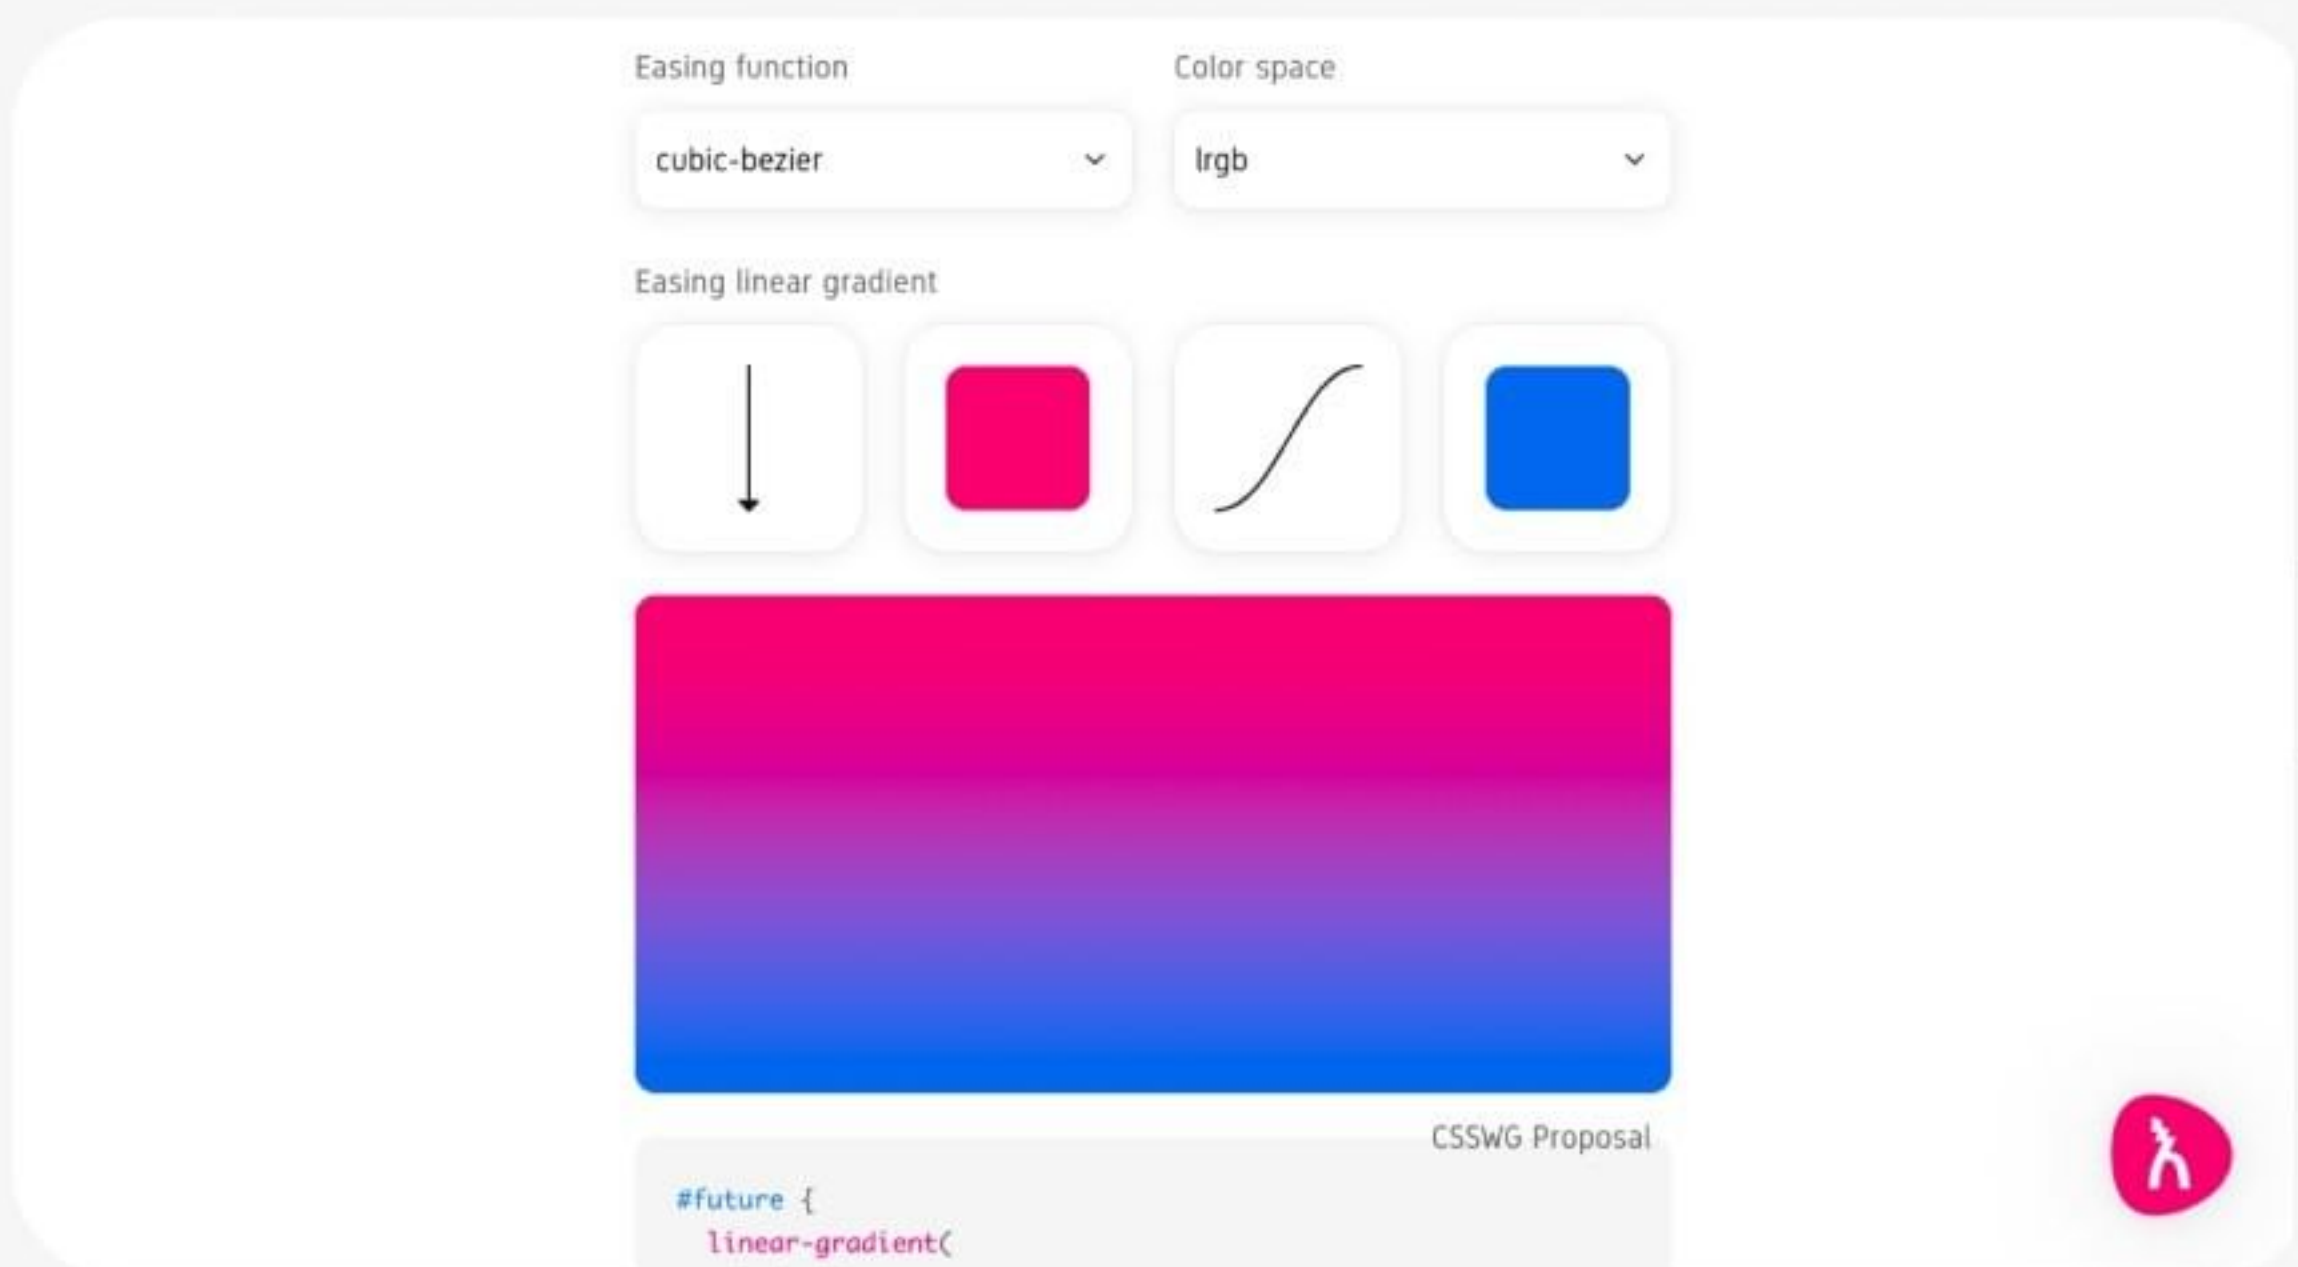 Easing function
Color space
cubic-bezier
lrgb
Easing linear gradient
CSSWG Proposal
#future {
linear-gradient(